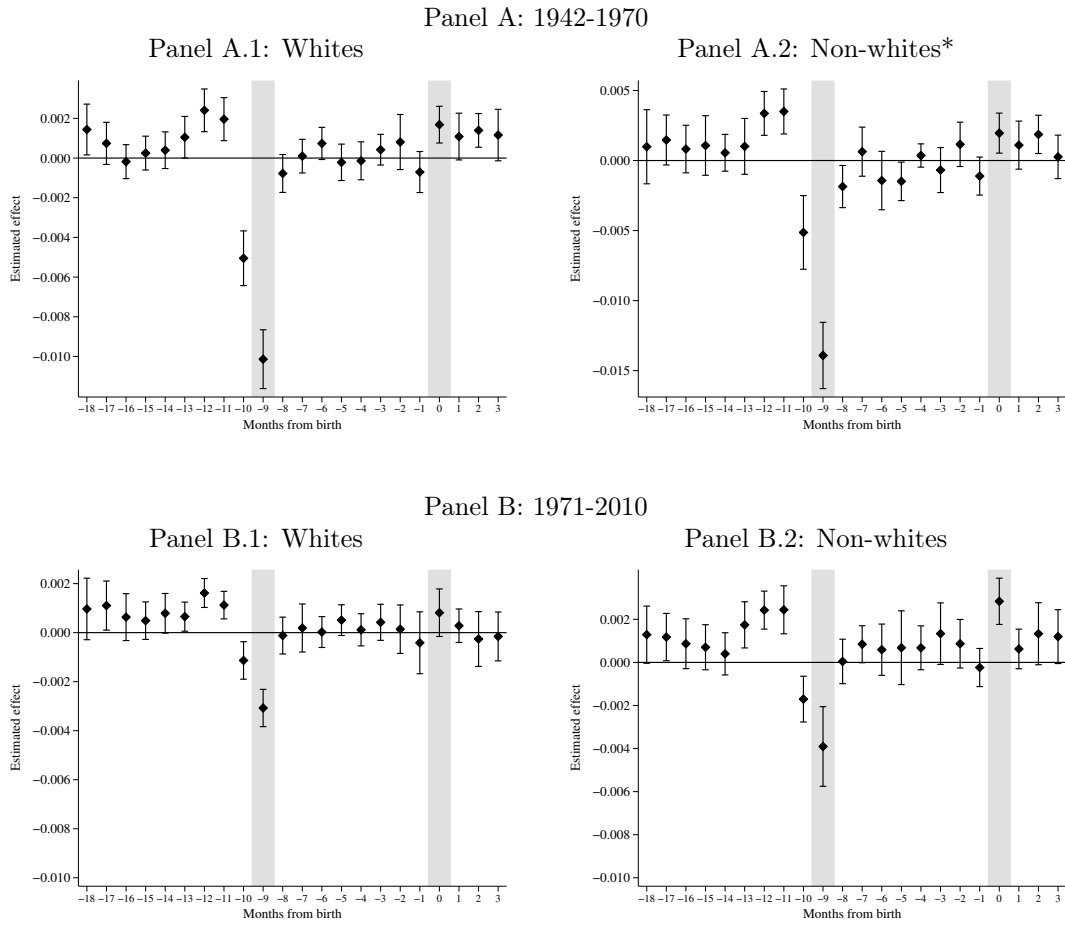 Panel A: 1942-1970
Panel A.1: Whites
0.002
0.000
−0.002
−0.004
−0.006
−0.008
−0.010
Estimated effect
−18 −17 −16 −15 −14 −13 −12 −11 −10 −9 −8 −7 −6 −5 −4 −3 −2 −1 0 1 2 3
Months from birth
Panel A.2: Non-whites*
0.005
0.000
−0.005
−0.010
−0.015
Estimated effect
−18 −17 −16 −15 −14 −13 −12 −11 −10 −9 −8 −7 −6 −5 −4 −3 −2 −1 0 1 2 3
Months from birth
Panel B: 1971-2010
Panel B.1: Whites
0.002
0.000
−0.002
−0.004
−0.006
−0.008
−0.010
Estimated effect
−18 −17 −16 −15 −14 −13 −12 −11 −10 −9 −8 −7 −6 −5 −4 −3 −2 −1 0 1 2 3
Months from birth
Panel B.2: Non-whites
0.002
0.000
−0.002
−0.004
−0.006
−0.008
−0.010
Estimated effect
−18 −17 −16 −15 −14 −13 −12 −11 −10 −9 −8 −7 −6 −5 −4 −3 −2 −1 0 1 2 3
Months from birth